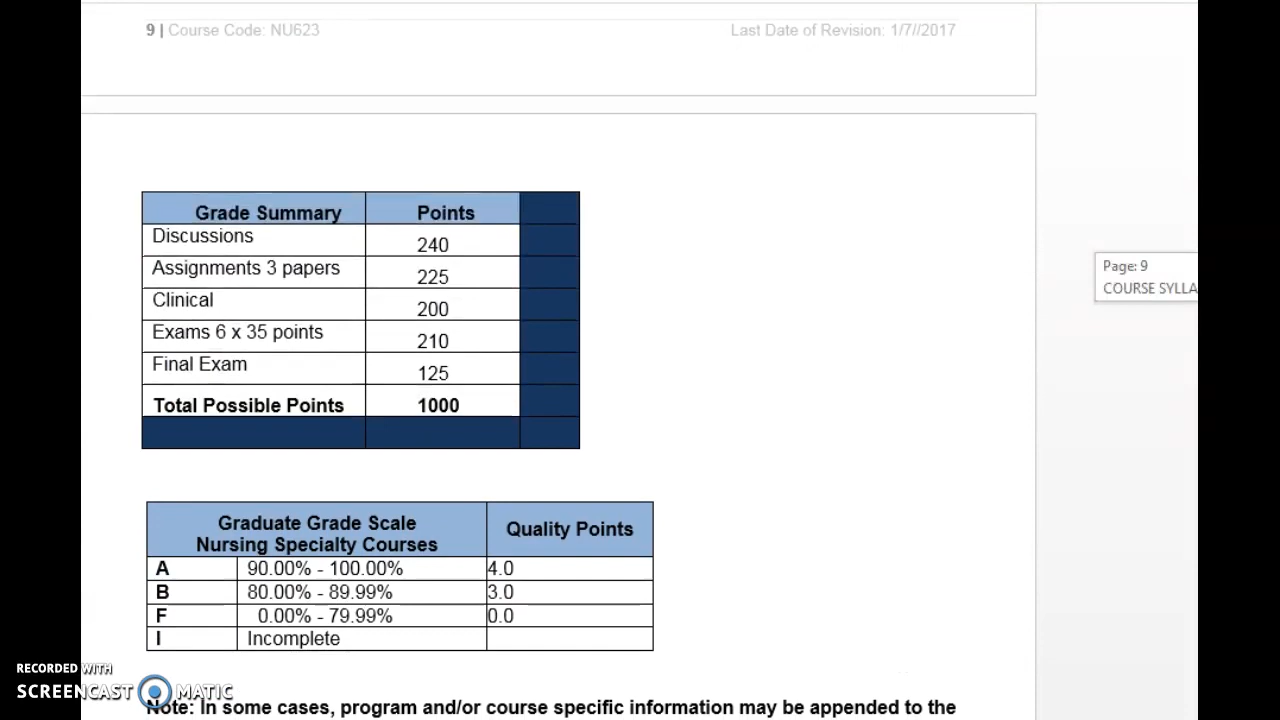 9 | Course Code: NU623 Last Date of Revision: 1/7//2017
Grade Summary Points
Discussions 240
Assignments 3 papers 225
Clinical 200
Exams 6 x 35 points 210
Final Exam 125
Total Possible Points 1000
Page: 9
COURSE SYLLA
Graduate Grade Scale
Nursing Specialty Courses Quality Points
A 90.00% - 100.00% 4.0
B 80.00% - 89.99% 3.0
F 0.00% - 79.99% 0.0
I Incomplete
RECORDED WITH
SCREENCAST MATIC
Note: In some cases, program and/or course specific information may be appended to the